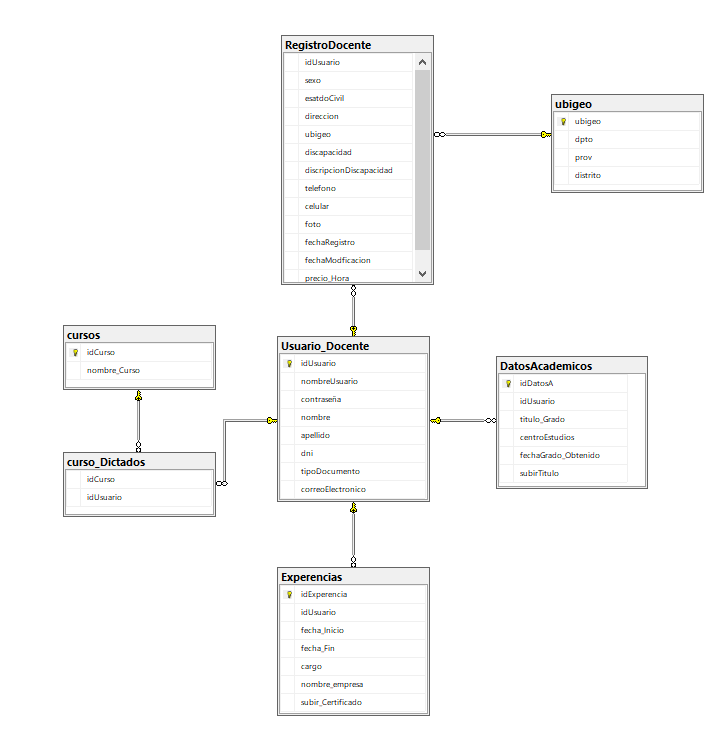 RegistroDocente
idUsuario
sexo
esatdoCivil
direccion
ubigeo
discapacidad
discripcionDiscapacidad
telefono
celular
foto
fechaRegistro
fechaModficacion
precio_Hora
ubigeo
ubigeo
dpto
prov
distrito
cursos
idCurso
nombre_Curso
Usuario_Docente
idUsuario
nombreUsuario
contraseña
nombre
apellido
dni
tipoDocumento
correoElectronico
DatosAcademicos
idDatosA
idUsuario
titulo_Grado
centroEstudios
fechaGrado_Obtenido
subirTitulo
curso_Dictados
idCurso
idUsuario
Experencias
idExperencia
idUsuario
fecha_Inicio
fecha_Fin
cargo
nombre_empresa
subir_Certificado